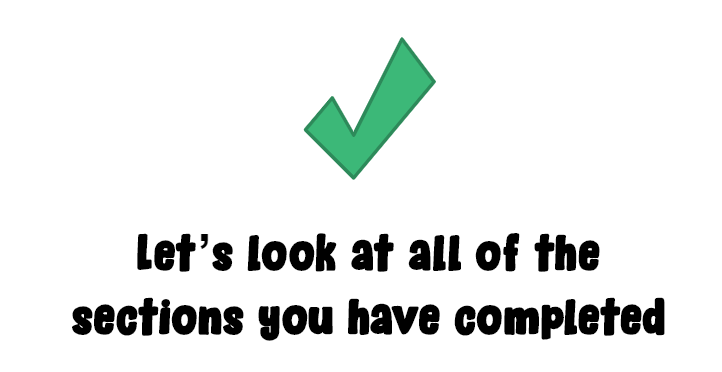 Let's look at all of the
sections you have completed